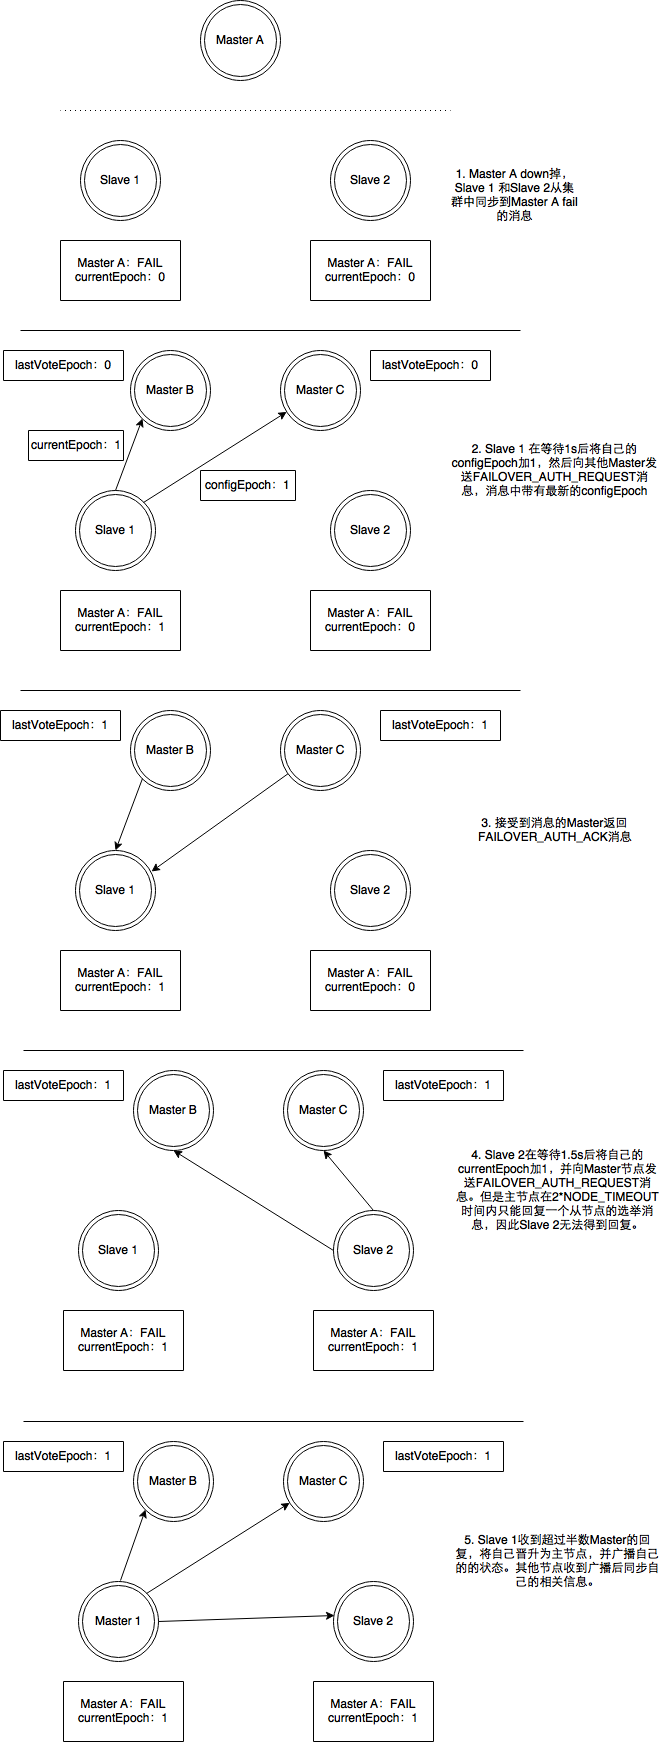 Master A
Slave 1
Slave 2
1. Master A down掉，
Slave 1 和Slave 2从集
群中同步到Master A fail
的消息
Master A：FAIL
currentEpoch：0
Master A：FAIL
currentEpoch：0
lastVoteEpoch：0
Master B
Master C
lastVoteEpoch：0
currentEpoch：1
configEpoch：1
2. Slave 1 在等待1s后将自己的
configEpoch加1，然后向其他Master发
送FAILOVER_AUTH_REQUEST消
息，消息中带有最新的configEpoch
Slave 1
Slave 2
Master A：FAIL
currentEpoch：1
Master A：FAIL
currentEpoch：0
lastVoteEpoch：1
Master B
Master C
lastVoteEpoch：1
3. 接受到消息的Master返回
FAILOVER_AUTH_ACK消息
Slave 1
Slave 2
Master A：FAIL
currentEpoch：1
Master A：FAIL
currentEpoch：0
lastVoteEpoch：1
Master B
Master C
lastVoteEpoch：1
4. Slave 2在等待1.5s后将自己的
currentEpoch加1，并向Master节点发
送FAILOVER_AUTH_REQUEST消
息。但是主节点在2*NODE_TIMEOUT
时间内只能回复一个从节点的选举消
息，因此Slave 2无法得到回复。
Slave 1
Slave 2
Master A：FAIL
currentEpoch：1
Master A：FAIL
currentEpoch：1
lastVoteEpoch：1
Master B
Master C
lastVoteEpoch：1
5. Slave 1收到超过半数Master的回
复，将自己晋升为主节点，并广播自己
的的状态。其他节点收到广播后同步自
己的相关信息。
Master 1
Slave 2
Master A：FAIL
currentEpoch：1
Master A：FAIL
currentEpoch：1